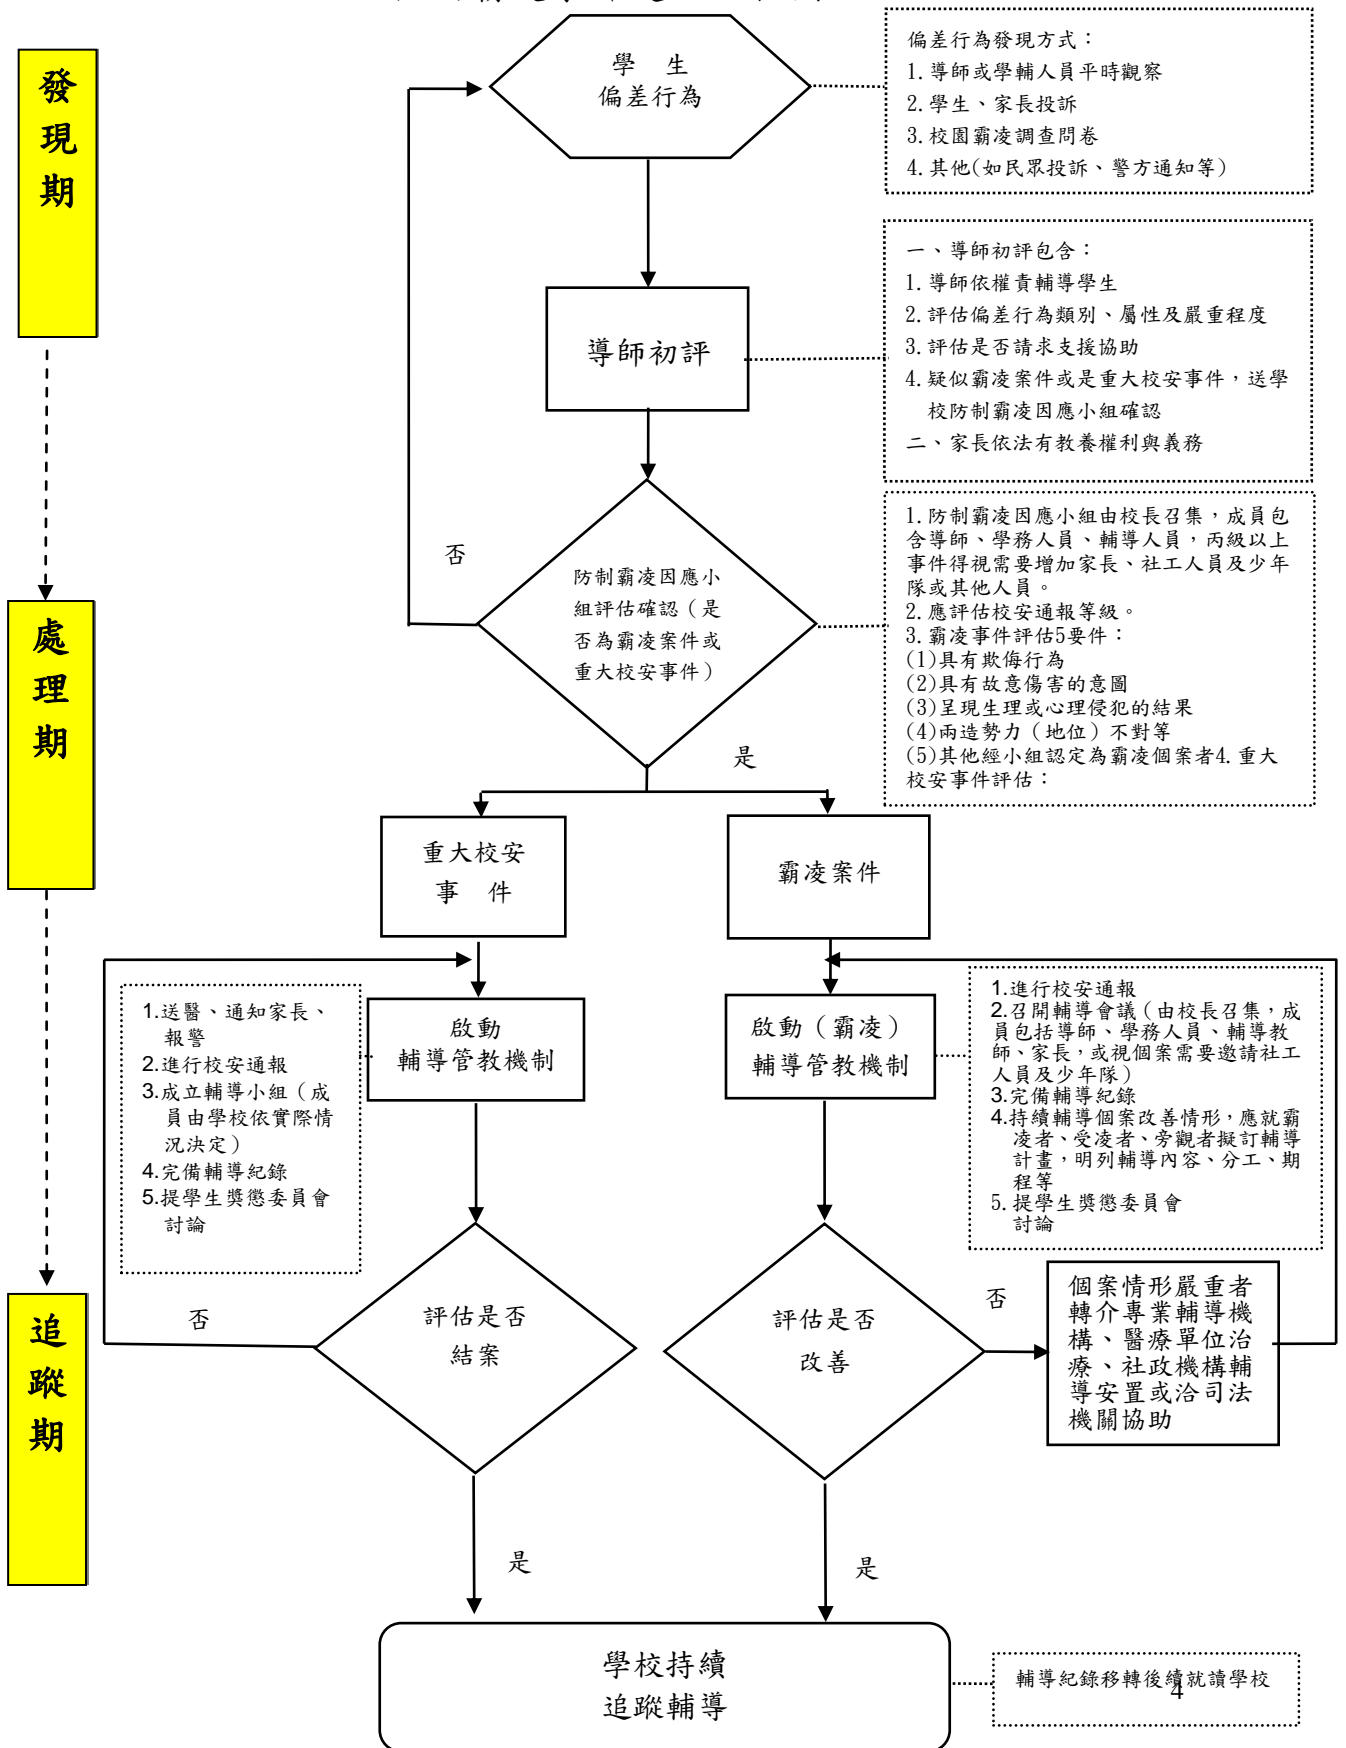 發
現
期
學 生
偏差行為
偏差行為發現方式：
1.導師或學輔人員平時觀察
2.學生、家長投訴
3.校園霸凌調查問卷
4.其他(如民眾投訴、警方通知等)
導師初評
一、導師初評包含：
1.導師依權責輔導學生
2.評估偏差行為類別、屬性及嚴重程度
3.評估是否請求支援協助
4.疑似霸凌案件或是重大校安事件，送學
校防制霸凌因應小組確認
二、家長依法有教養權利與義務
處
理
期
否
防制霸凌因應小
組評估確認（是
否為霸凌案件或
重大校安事件）
是
1.防制霸凌因應小組由校長召集，成員包
含導師、學務人員、輔導人員，丙級以上
事件得視需要增加家長、社工人員及少年
隊或其他人員。
2.應評估校安通報等級。
3.霸凌事件評估5要件：
(1)具有欺侮行為
(2)具有故意傷害的意圖
(3)呈現生理或心理侵犯的結果
(4)兩造勢力（地位）不對等
(5)其他經小組認定為霸凌個案者4.重大
校安事件評估：
重大校安
事 件
霸凌案件
1.送醫、通知家長、
報警
2.進行校安通報
3.成立輔導小組（成
員由學校依實際情
況決定）
4.完備輔導紀錄
5.提學生獎懲委員會
討論
啟動
輔導管教機制
啟動（霸凌）
輔導管教機制
1.進行校安通報
2.召開輔導會議（由校長召集，成
員包括導師、學務人員、輔導教
師、家長，或視個案需要邀請社工
人員及少年隊）
3.完備輔導紀錄
4.持續輔導個案改善情形，應就霸
凌者、受凌者、旁觀者擬訂輔導
計畫，明列輔導內容、分工、期
程等
5.提學生獎懲委員會
討論
追
蹤
期
否
評估是否
結案
評估是否
改善
否
個案情形嚴重者
轉介專業輔導機
構、醫療單位治
療、社政機構輔
導安置或洽司法
機關協助
是
是
學校持續
追蹤輔導
輔導紀錄移轉後續就讀學校
4